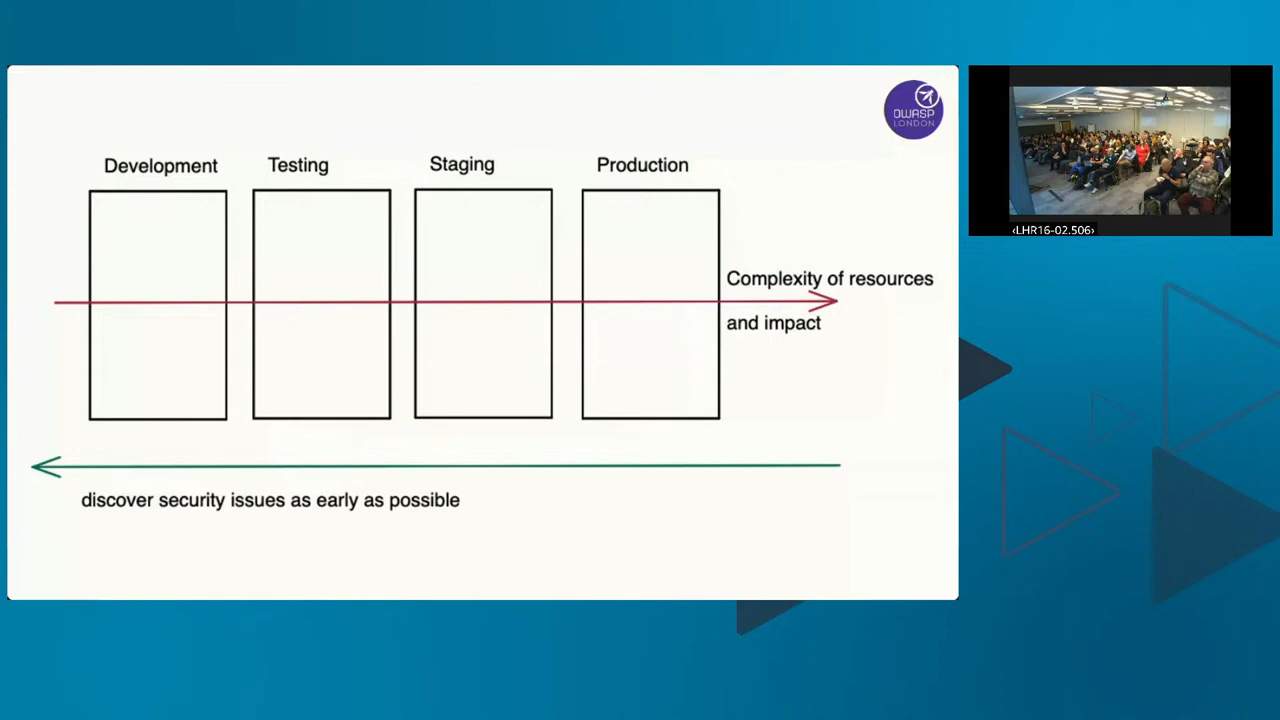 OWASP
LONDON
Development
Testing
Staging
Production
Complexity of resources
and impact
discover security issues as early as possible
‹LHR16-02.506›